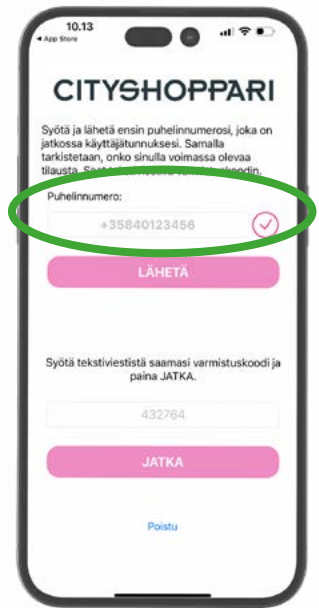 10.13
App Store
CITYSHOPPARI
Syötä ja lähetä ensin puhelinnumerosi, joka on
jatkossa käyttäjätunnuksesi. Samalla
tarkistetaan, onko sinulla voimassa olevaa
tilausta.
Puhelinnumero:
+35840123456
LÄHETÄ
Syötä tekstiviestistä saamasi varmistuskoodi ja
paina JATKA.
432764
JATKA
Poistu